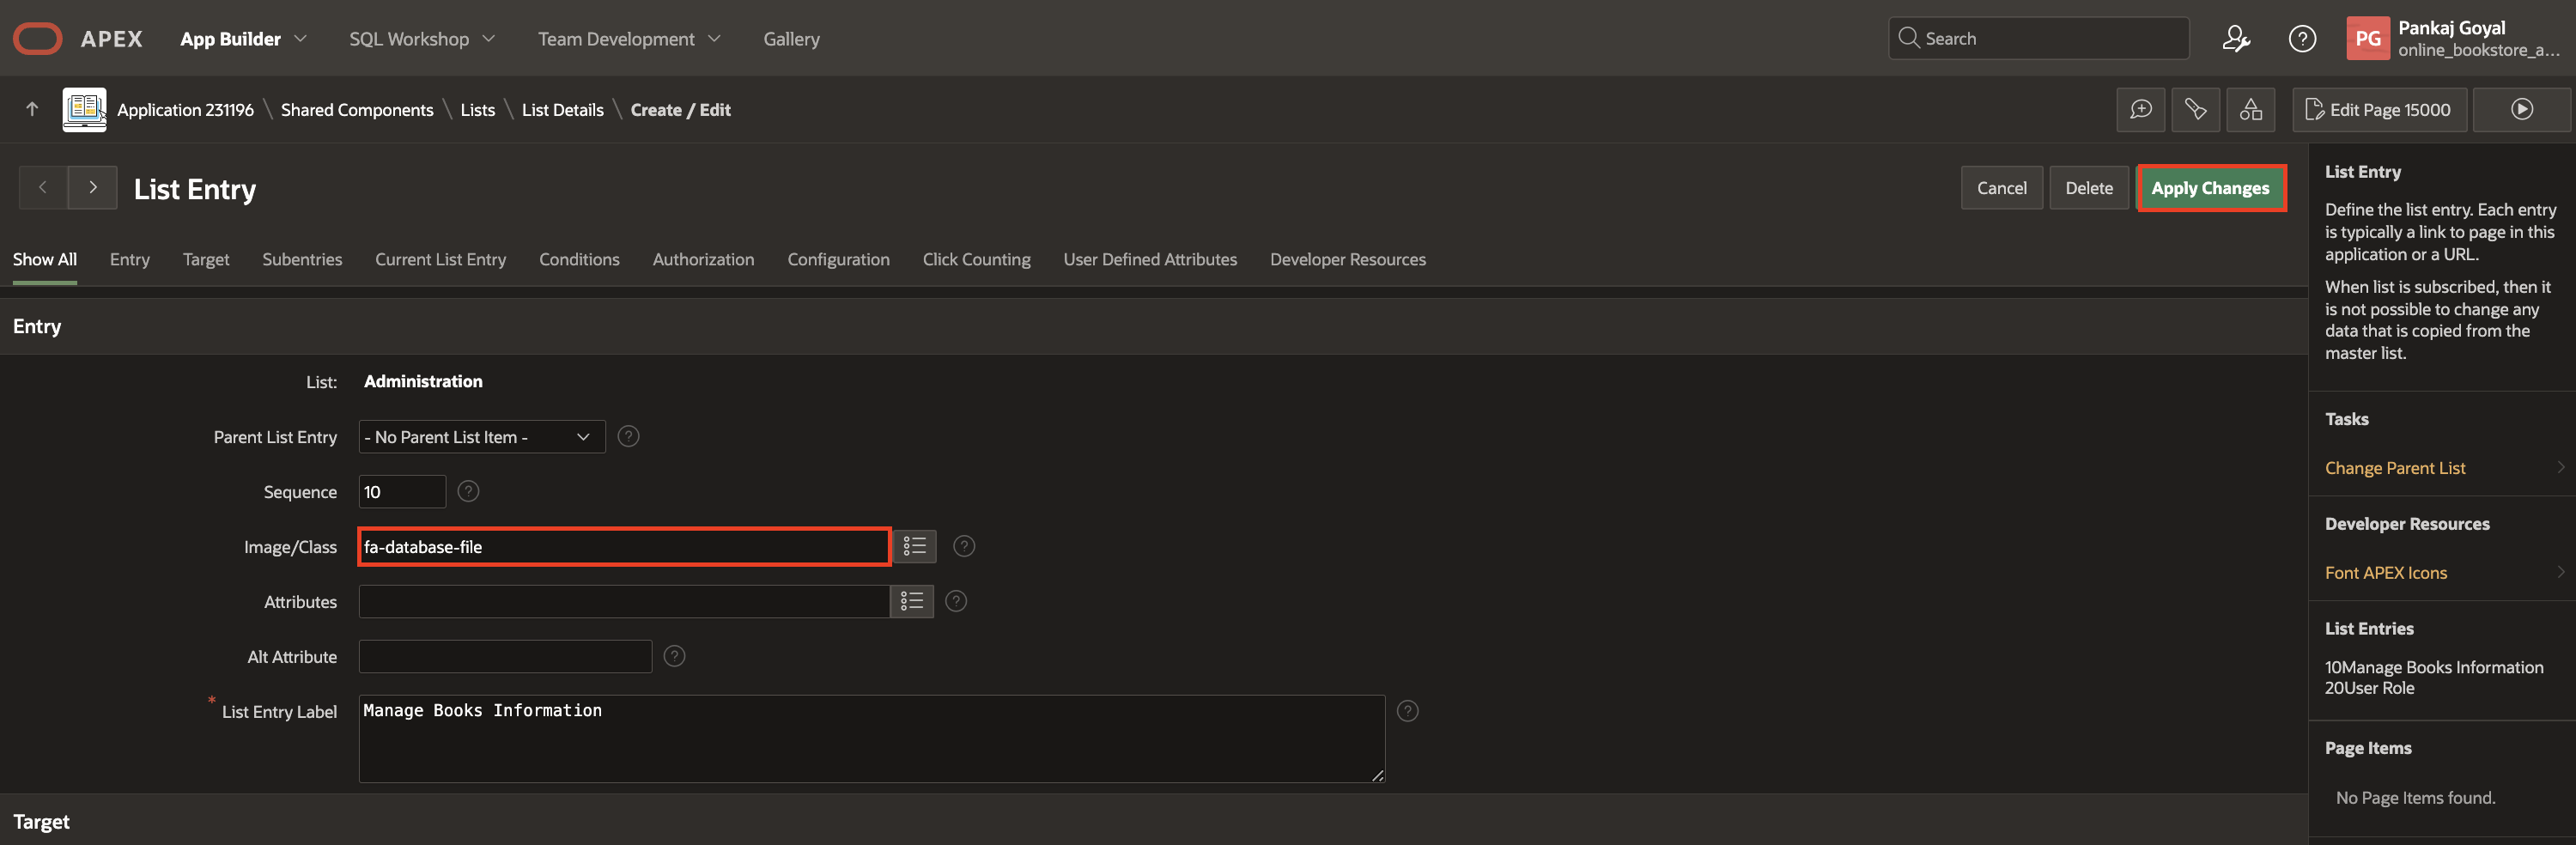 APEX App Builder SQL Workshop Team Development Gallery Search PG Pankaj Goyal
online_bookstore_a...
Application 231196 \ Shared Components \ Lists \ List Details \ Create / Edit Edit Page 15000
List Entry Cancel Delete Apply Changes
Show All Entry Target Subentries Current List Entry Conditions Authorization Configuration Click Counting User Defined Attributes Developer Resources
Entry
List: Administration
Parent List Entry - No Parent List Item -
Sequence 10
Image/Class fa-database-file
Attributes
Alt Attribute
* List Entry Label Manage Books Information
Target
List Entry
Define the list entry. Each entry
is typically a link to page in this
application or a URL.
When list is subscribed, then it
is not possible to change any
data that is copied from the
master list.
Tasks
Change Parent List
Developer Resources
Font APEX Icons
List Entries
10Manage Books Information
20User Role
Page Items
No Page Items found.